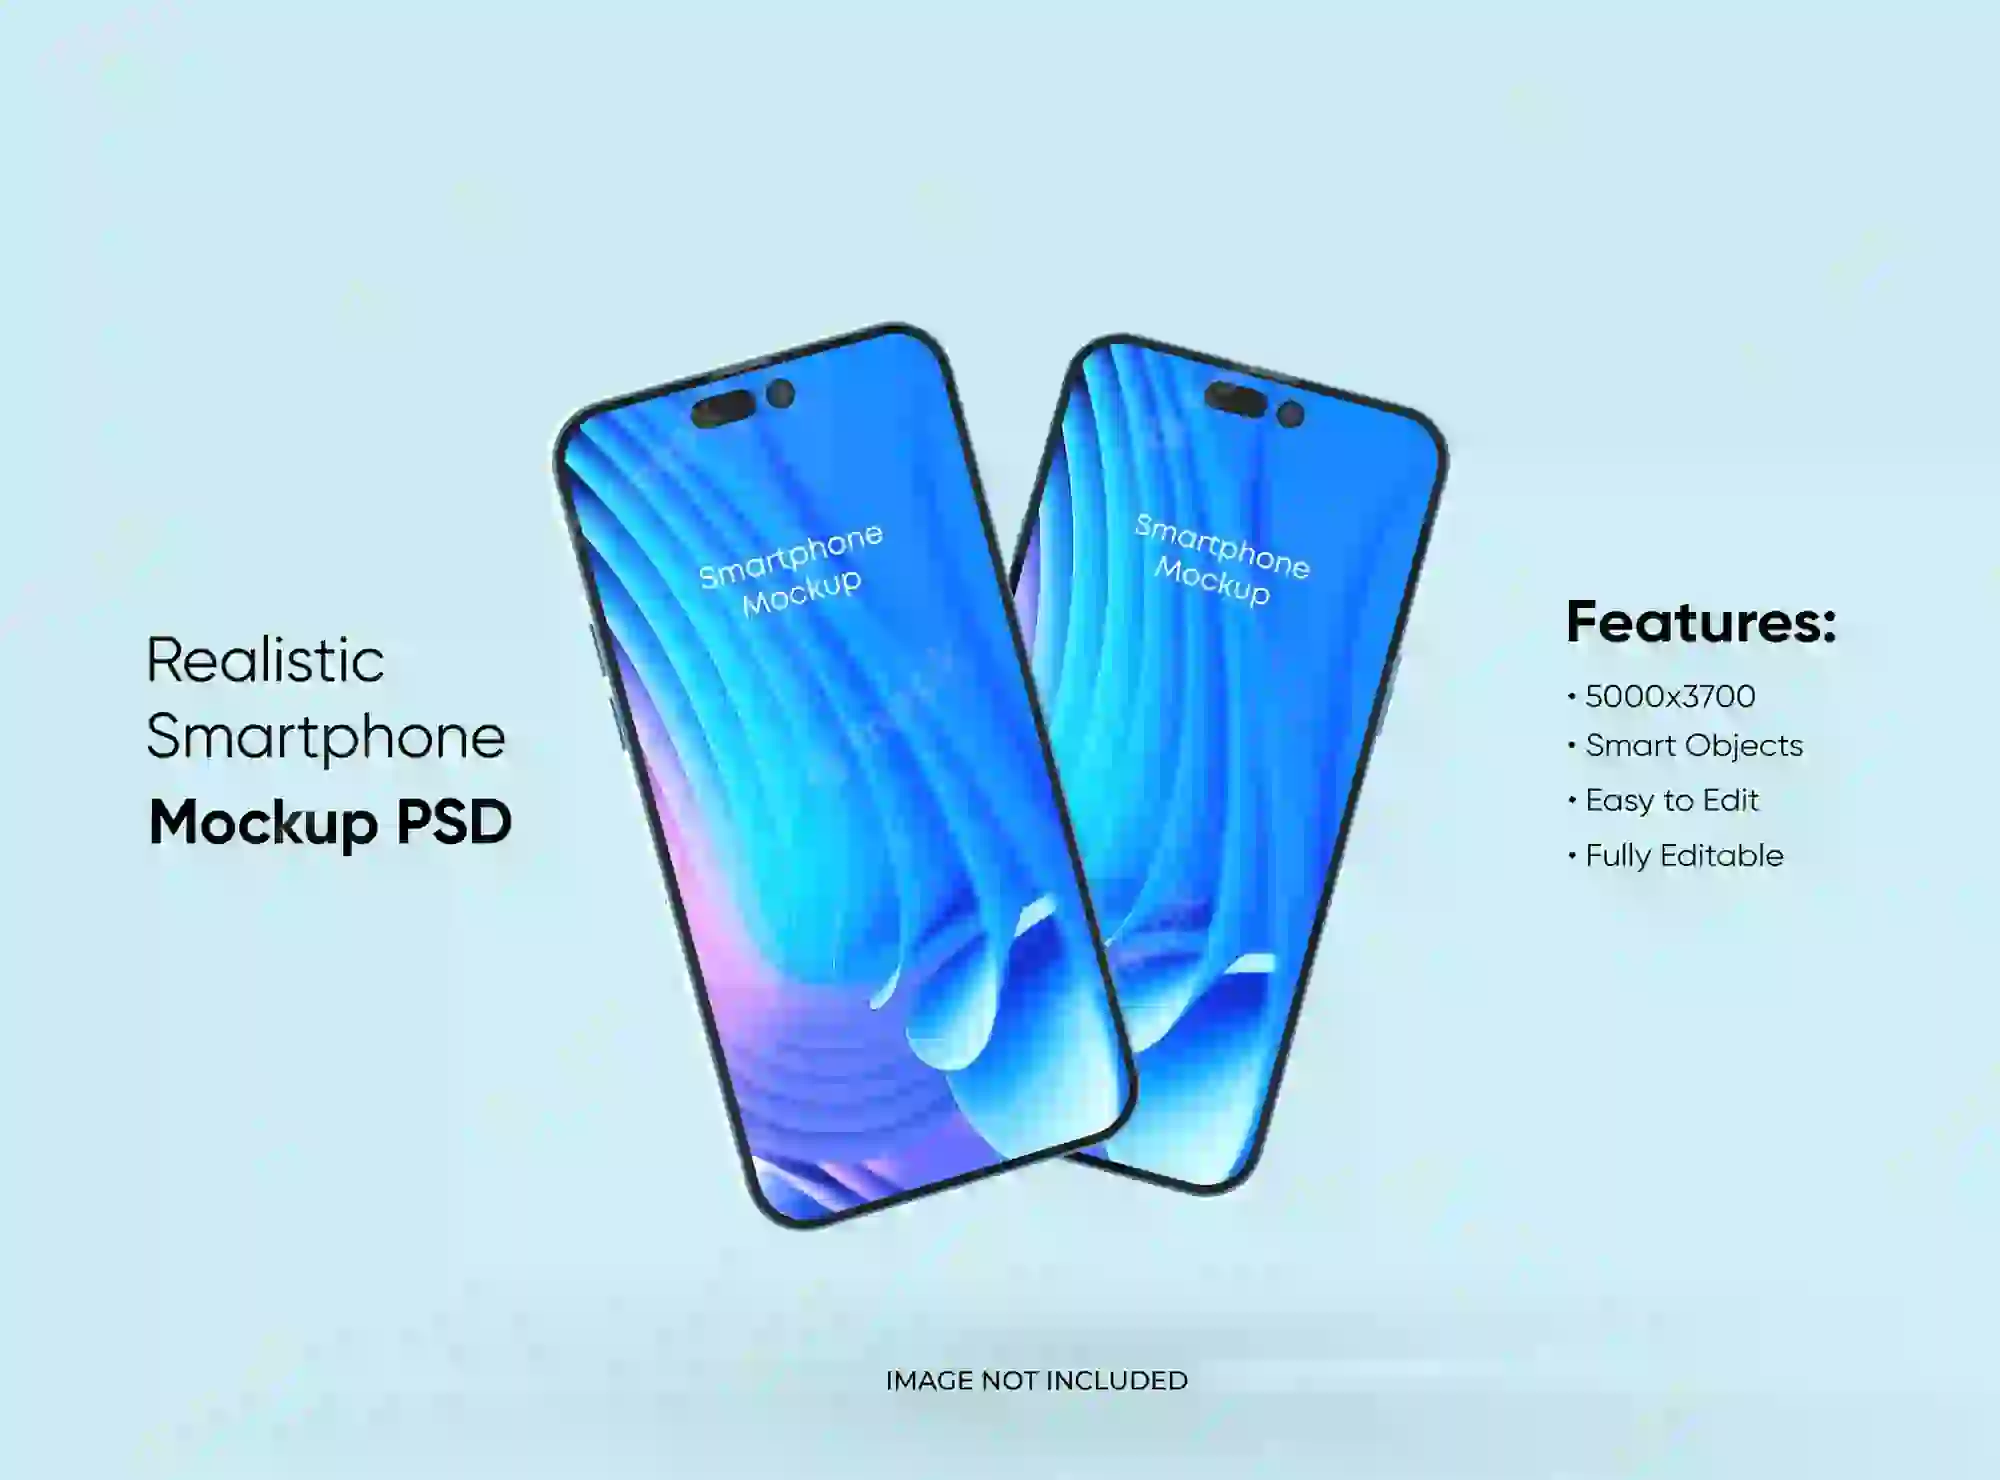 Realistic
Smartphone
Mockup PSD
Smartphone
Mockup
Smartphone
Mockup
Features:
• 5000x3700
• Smart Objects
• Easy to Edit
• Fully Editable
IMAGE NOT INCLUDED